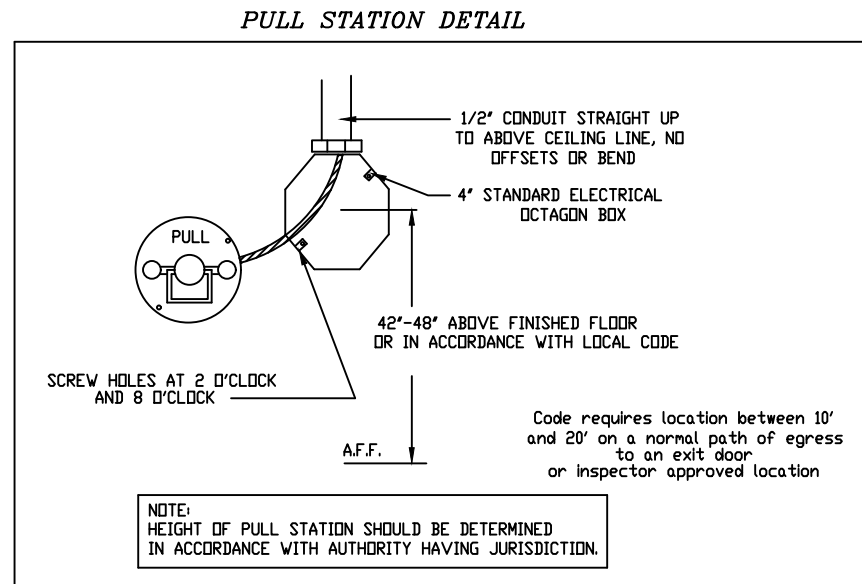 PULL STATION DETAIL
1/2" CONDUIT STRAIGHT UP
TO ABOVE CEILING LINE, NO
OFFSETS OR BEND
4" STANDARD ELECTRICAL
OCTAGON BOX
PULL
42"-48" ABOVE FINISHED FLOOR
OR IN ACCORDANCE WITH LOCAL CODE
SCREW HOLES AT 2 O'CLOCK
AND 8 O'CLOCK
Code requires location between 10'
and 20' on a normal path of egress
to an exit door
or inspector approved location
A.F.F.
NOTE:
HEIGHT OF PULL STATION SHOULD BE DETERMINED
IN ACCORDANCE WITH AUTHORITY HAVING JURISDICTION.